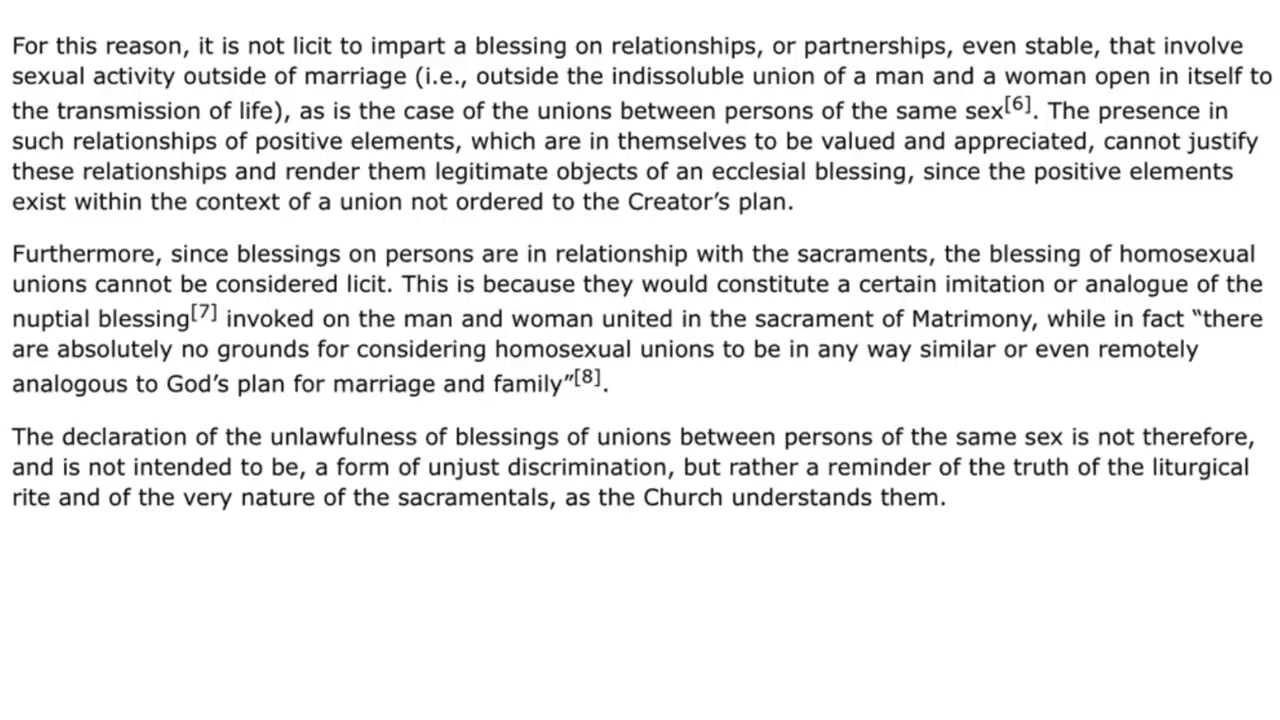 For this reason, it is not licit to impart a blessing on relationships, or partnerships, even stable, that involve
sexual activity outside of marriage (i.e., outside the indissoluble union of a man and a woman open in itself to
the transmission of life), as is the case of the unions between persons of the same sex[6]. The presence in
such relationships of positive elements, which are in themselves to be valued and appreciated, cannot justify
these relationships and render them legitimate objects of an ecclesial blessing, since the positive elements
exist within the context of a union not ordered to the Creator’s plan.
Furthermore, since blessings on persons are in relationship with the sacraments, the blessing of homosexual
unions cannot be considered licit. This is because they would constitute a certain imitation or analogue of the
nuptial blessing[7] invoked on the man and woman united in the sacrament of Matrimony, while in fact “there
are absolutely no grounds for considering homosexual unions to be in any way similar or even remotely
analogous to God’s plan for marriage and family”[8].
The declaration of the unlawfulness of blessings of unions between persons of the same sex is not therefore,
and is not intended to be, a form of unjust discrimination, but rather a reminder of the truth of the liturgical
rite and of the very nature of the sacramentals, as the Church understands them.